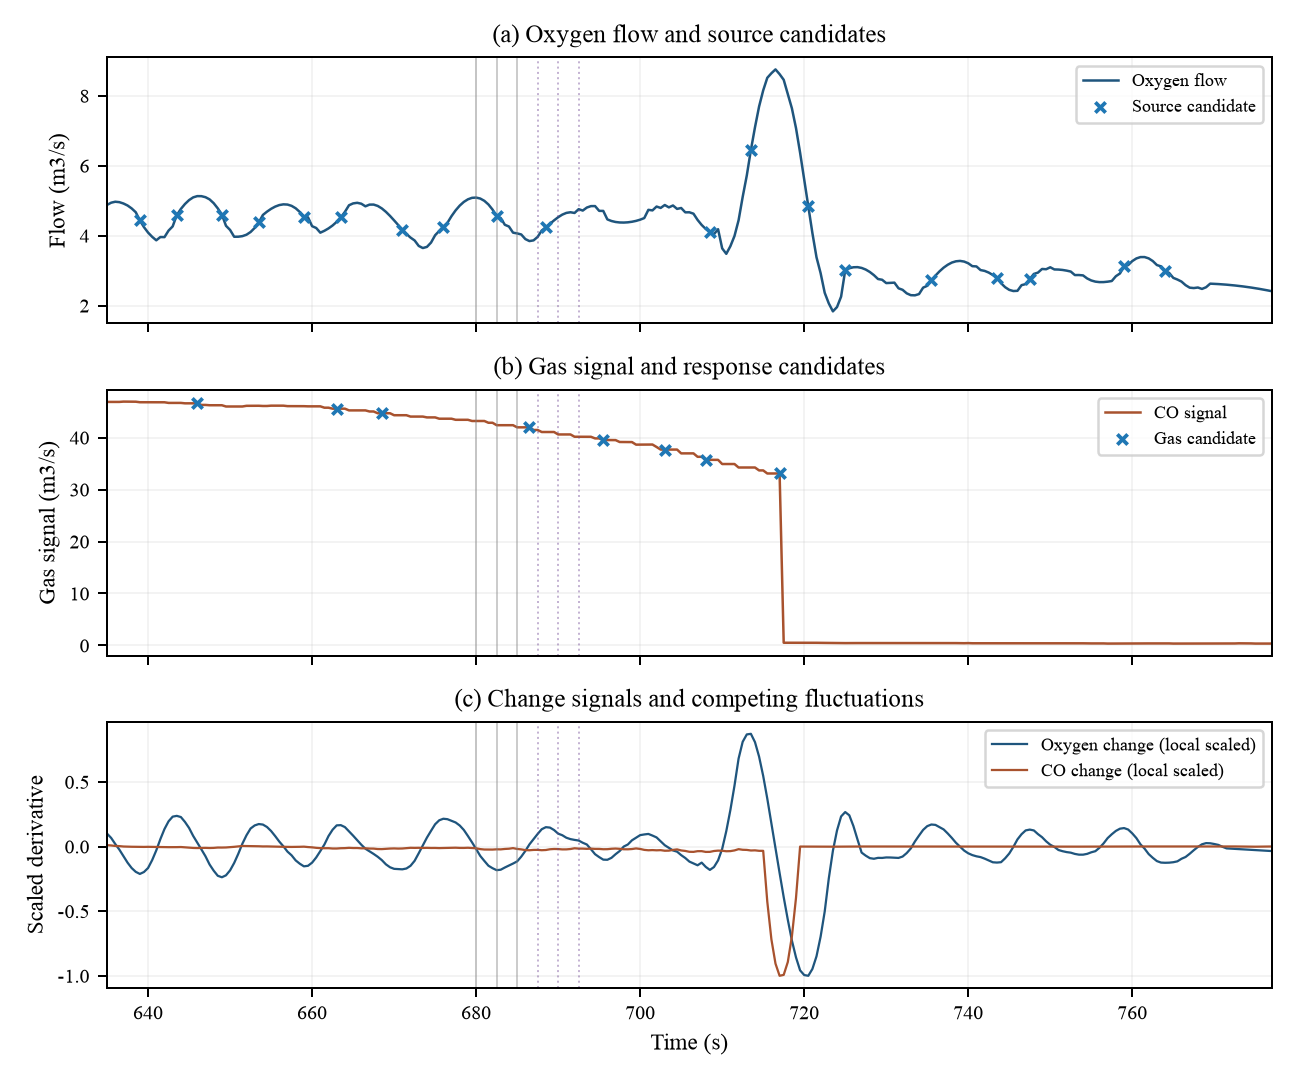 (a) Oxygen flow and source candidates
Flow (m3/s)
8
6
4
2
Oxygen flow
Source candidate
(b) Gas signal and response candidates
Gas signal (m3/s)
40
30
20
10
0
CO signal
Gas candidate
(c) Change signals and competing fluctuations
Scaled derivative
0.5
0.0
-0.5
-1.0
Oxygen change (local scaled)
CO change (local scaled)
640 660 680 700 720 740 760
Time (s)